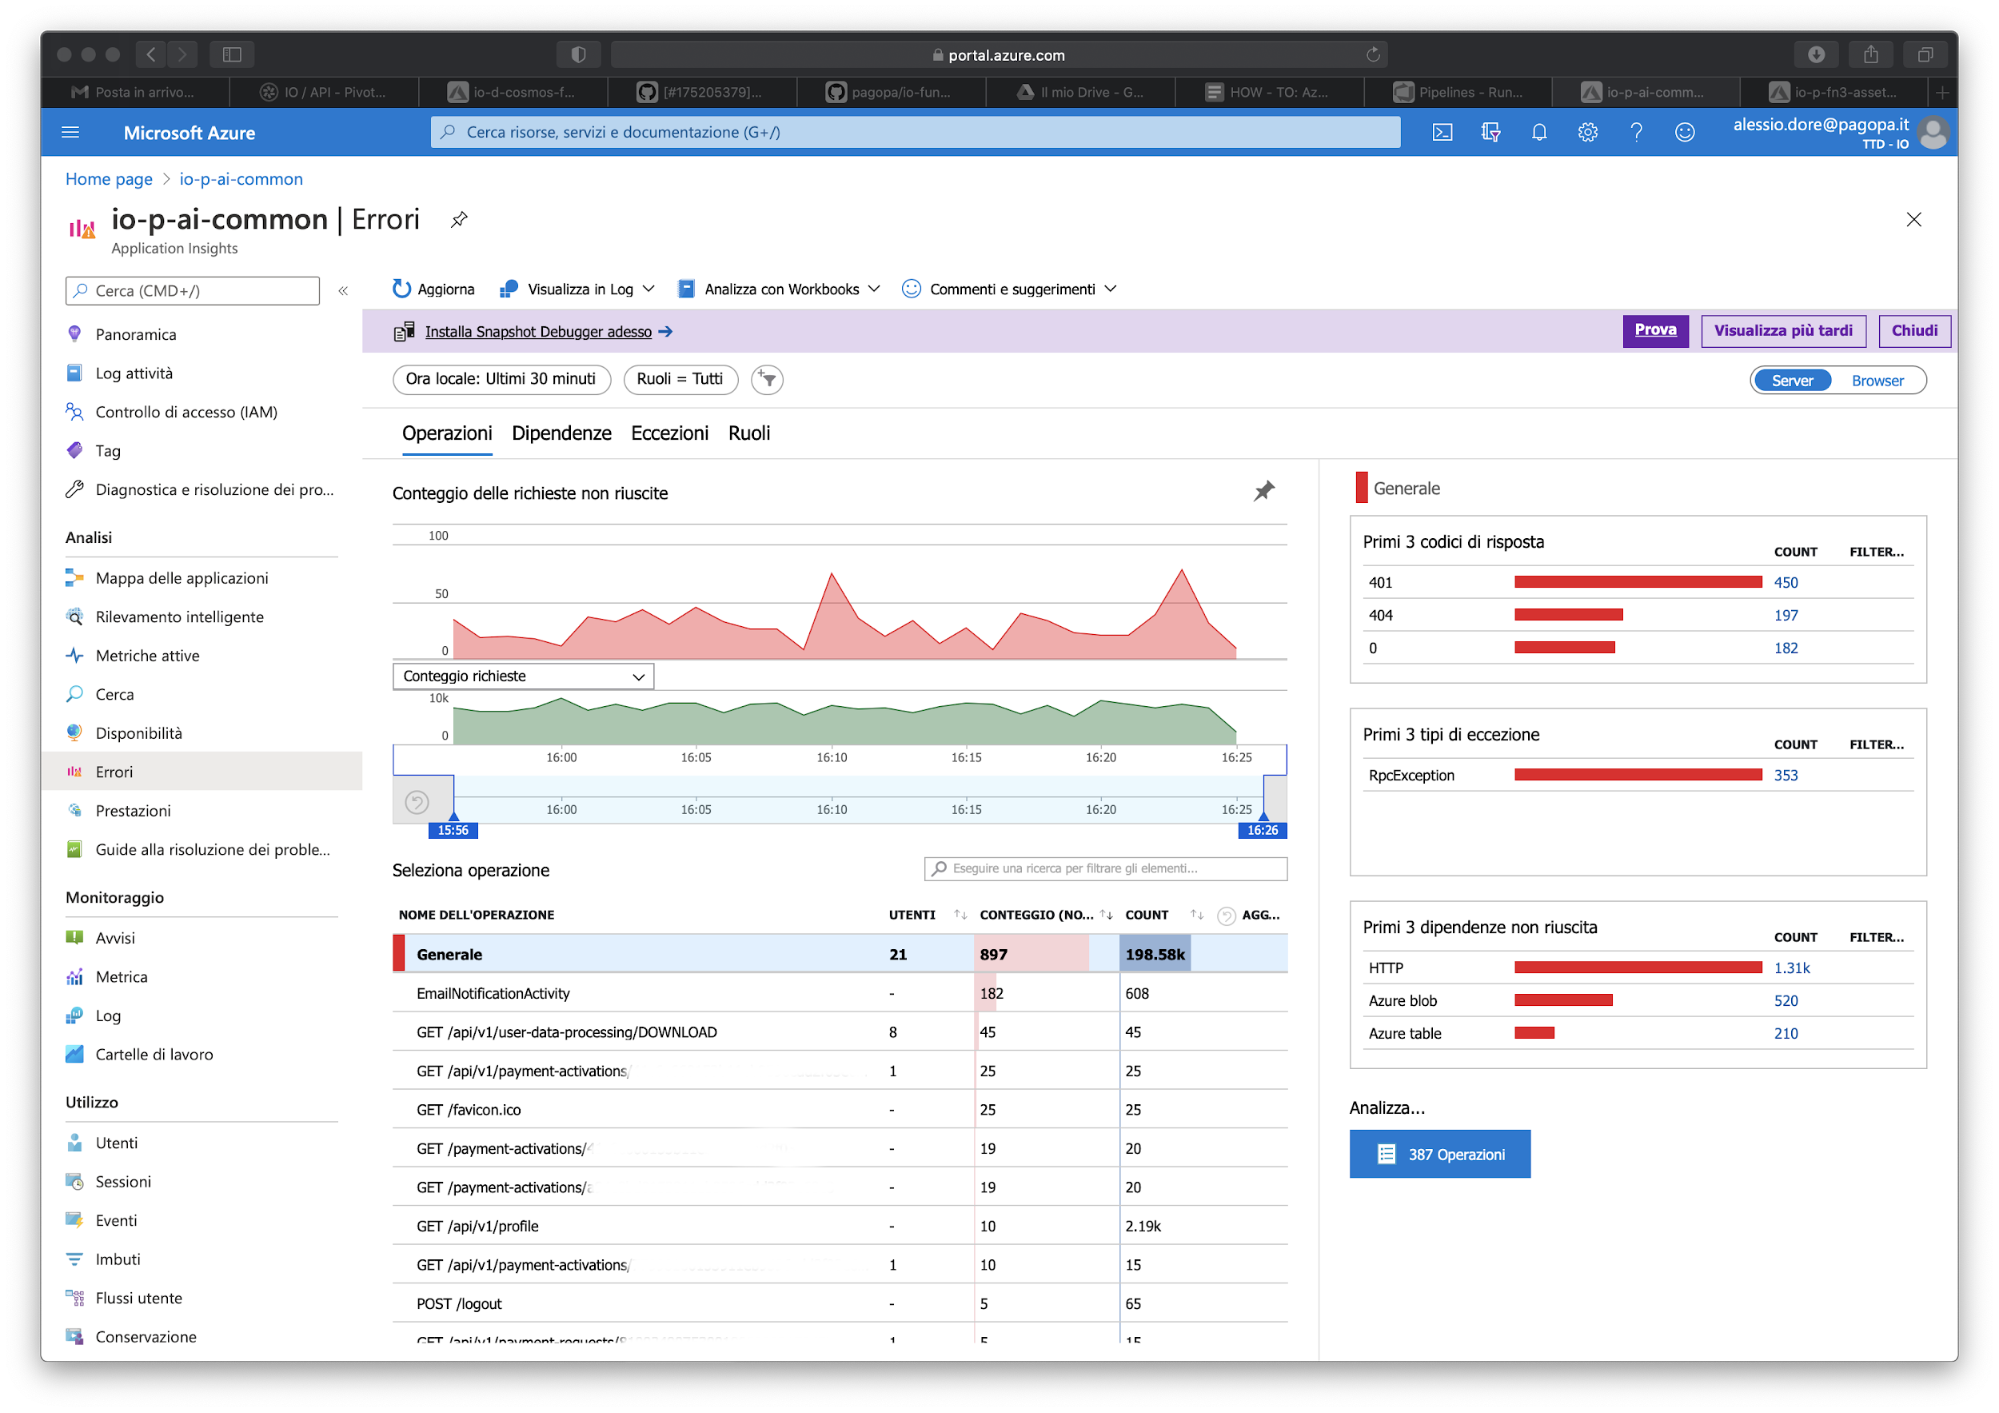 portal.azure.com
Posta in arrivo...
IO / API - Pivot...
io-d-cosmos-f...
[#175205379]...
pagopa/io-fun...
Il mio Drive - G...
HOW - TO: Az...
Pipelines - Run...
io-p-ai-comm...
io-p-fn3-asset...
Microsoft Azure
Cerca risorse, servizi e documentazione (G+/)
alessio.dore@pagopa.it
TTD - IO
Home page > io-p-ai-common
io-p-ai-common | Errori
Application Insights
Cerca (CMD+/)
«
Panoramica
Log attività
Controllo di accesso (IAM)
Tag
Diagnostica e risoluzione dei pro...
Analisi
Mappa delle applicazioni
Rilevamento intelligente
Metriche attive
Cerca
Disponibilità
Errori
Prestazioni
Guide alla risoluzione dei proble...
Monitoraggio
Avvisi
Metrica
Log
Cartelle di lavoro
Utilizzo
Utenti
Sessioni
Eventi
Imbuti
Flussi utente
Conservazione
Aggiorna
Visualizza in Log
Analizza con Workbooks
Commenti e suggerimenti
Installa Snapshot Debugger adesso
Prova
Visualizza più tardi
Chiudi
Ora locale: Ultimi 30 minuti
Ruoli = Tutti
Server
Browser
Operazioni
Dipendenze
Eccezioni
Ruoli
Conteggio delle richieste non riuscite
100
50
0
Conteggio richieste
10k
0
16:00 16:05 16:10 16:15 16:20 16:25
16:00 16:05 16:10 16:15 16:20 16:25
15:56
16:26
Seleziona operazione
Eseguire una ricerca per filtrare gli elementi...
NOME DELL'OPERAZIONE UTENTI CONTEGGIO (NO... COUNT AGG...
Generale 21 897 198.58k
EmailNotificationActivity - 182 608
GET /api/v1/user-data-processing/DOWNLOAD 8 45 45
GET /api/v1/payment-activations/ 1 25 25
GET /favicon.ico - 25 25
GET /payment-activations/ - 19 20
GET /payment-activations/ - 19 20
GET /api/v1/profile - 10 2.19k
GET /api/v1/payment-activations/ 1 10 15
POST /logout - 5 65
GET /api/v1/payment-requests/ 1 5 15
Generale
Primi 3 codici di risposta
COUNT FILTER...
401 450
404 197
0 182
Primi 3 tipi di eccezione
COUNT FILTER...
RpcException 353
Primi 3 dipendenze non riuscita
COUNT FILTER...
HTTP 1.31k
Azure blob 520
Azure table 210
Analizza...
387 Operazioni